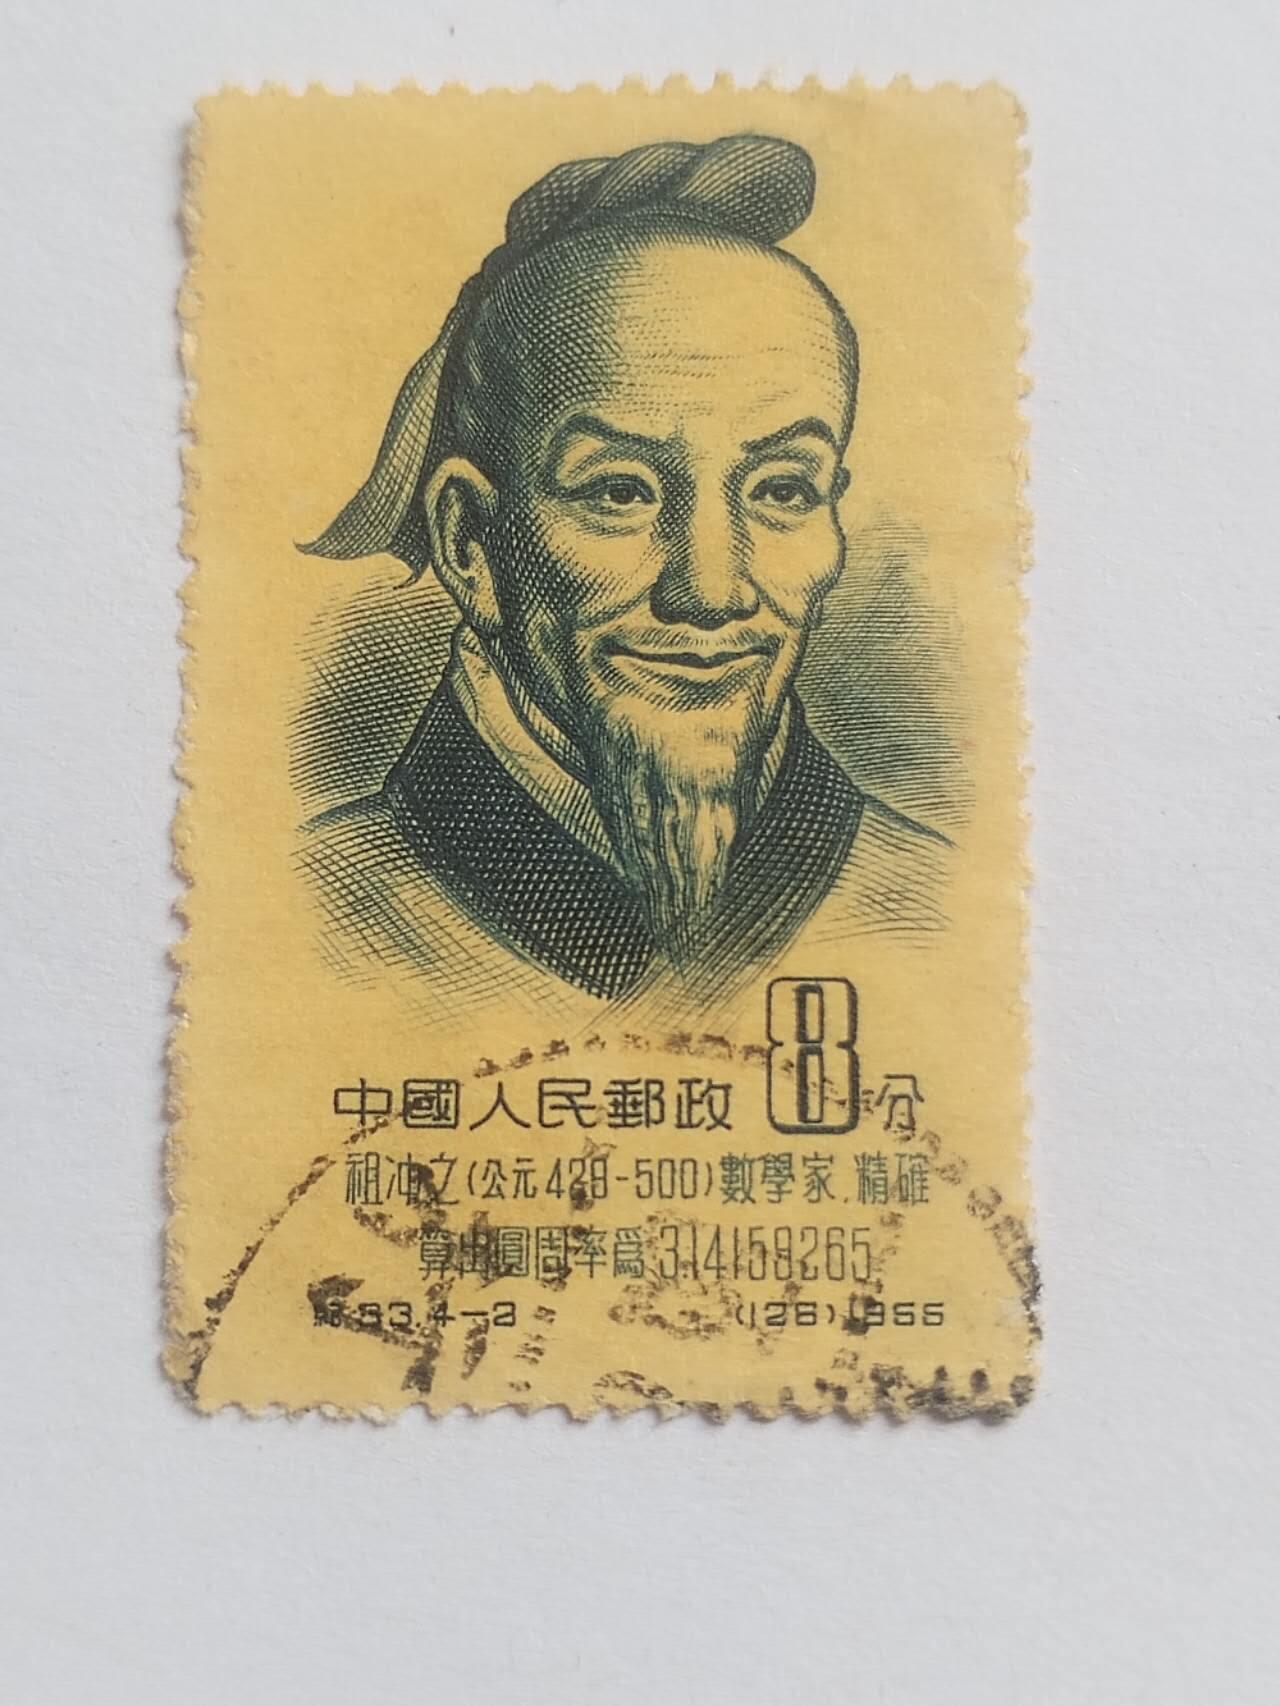 中國人民郵政 8分
祖冲之(公元429-500)數學家.精確
算出圓周率爲3.14159265
紀33.4-2 (126)1955